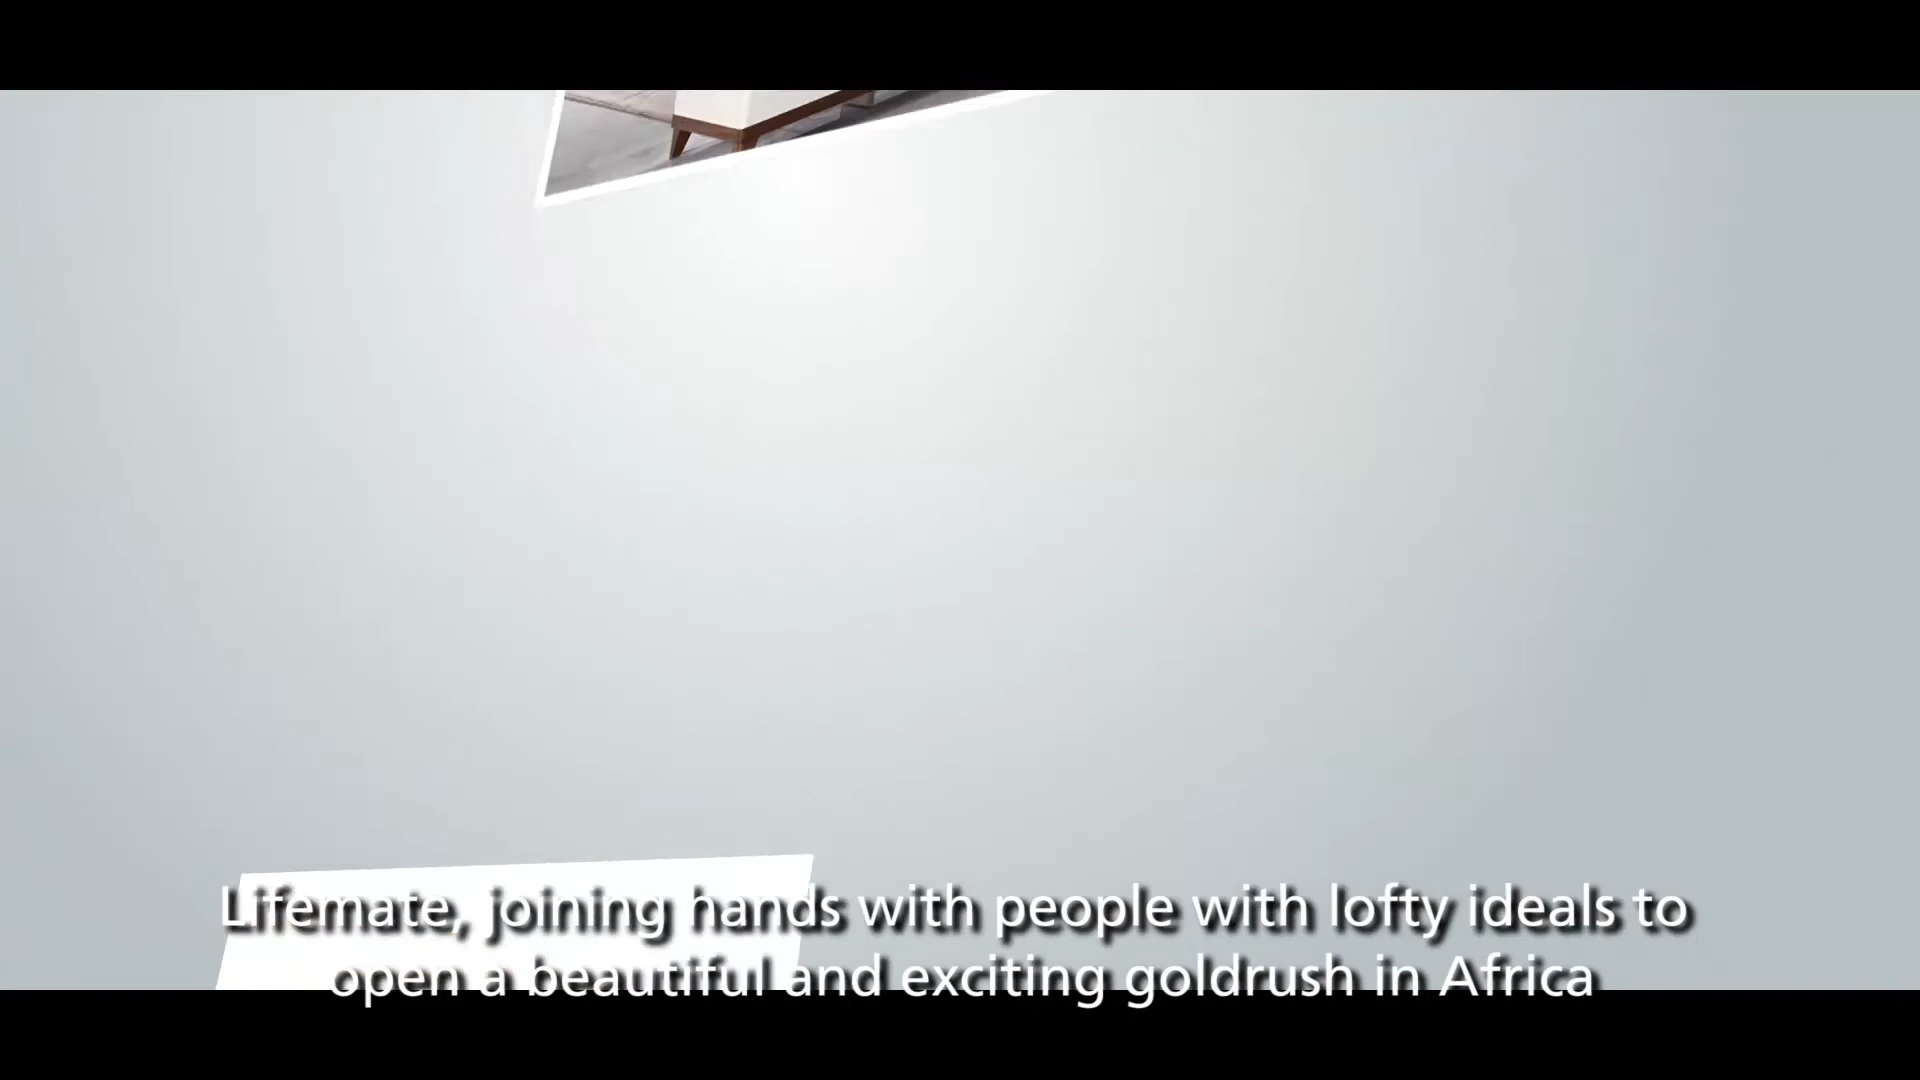 Lifemate, joining hands with people with lofty ideals to
open a beautiful and exciting goldrush in Africa